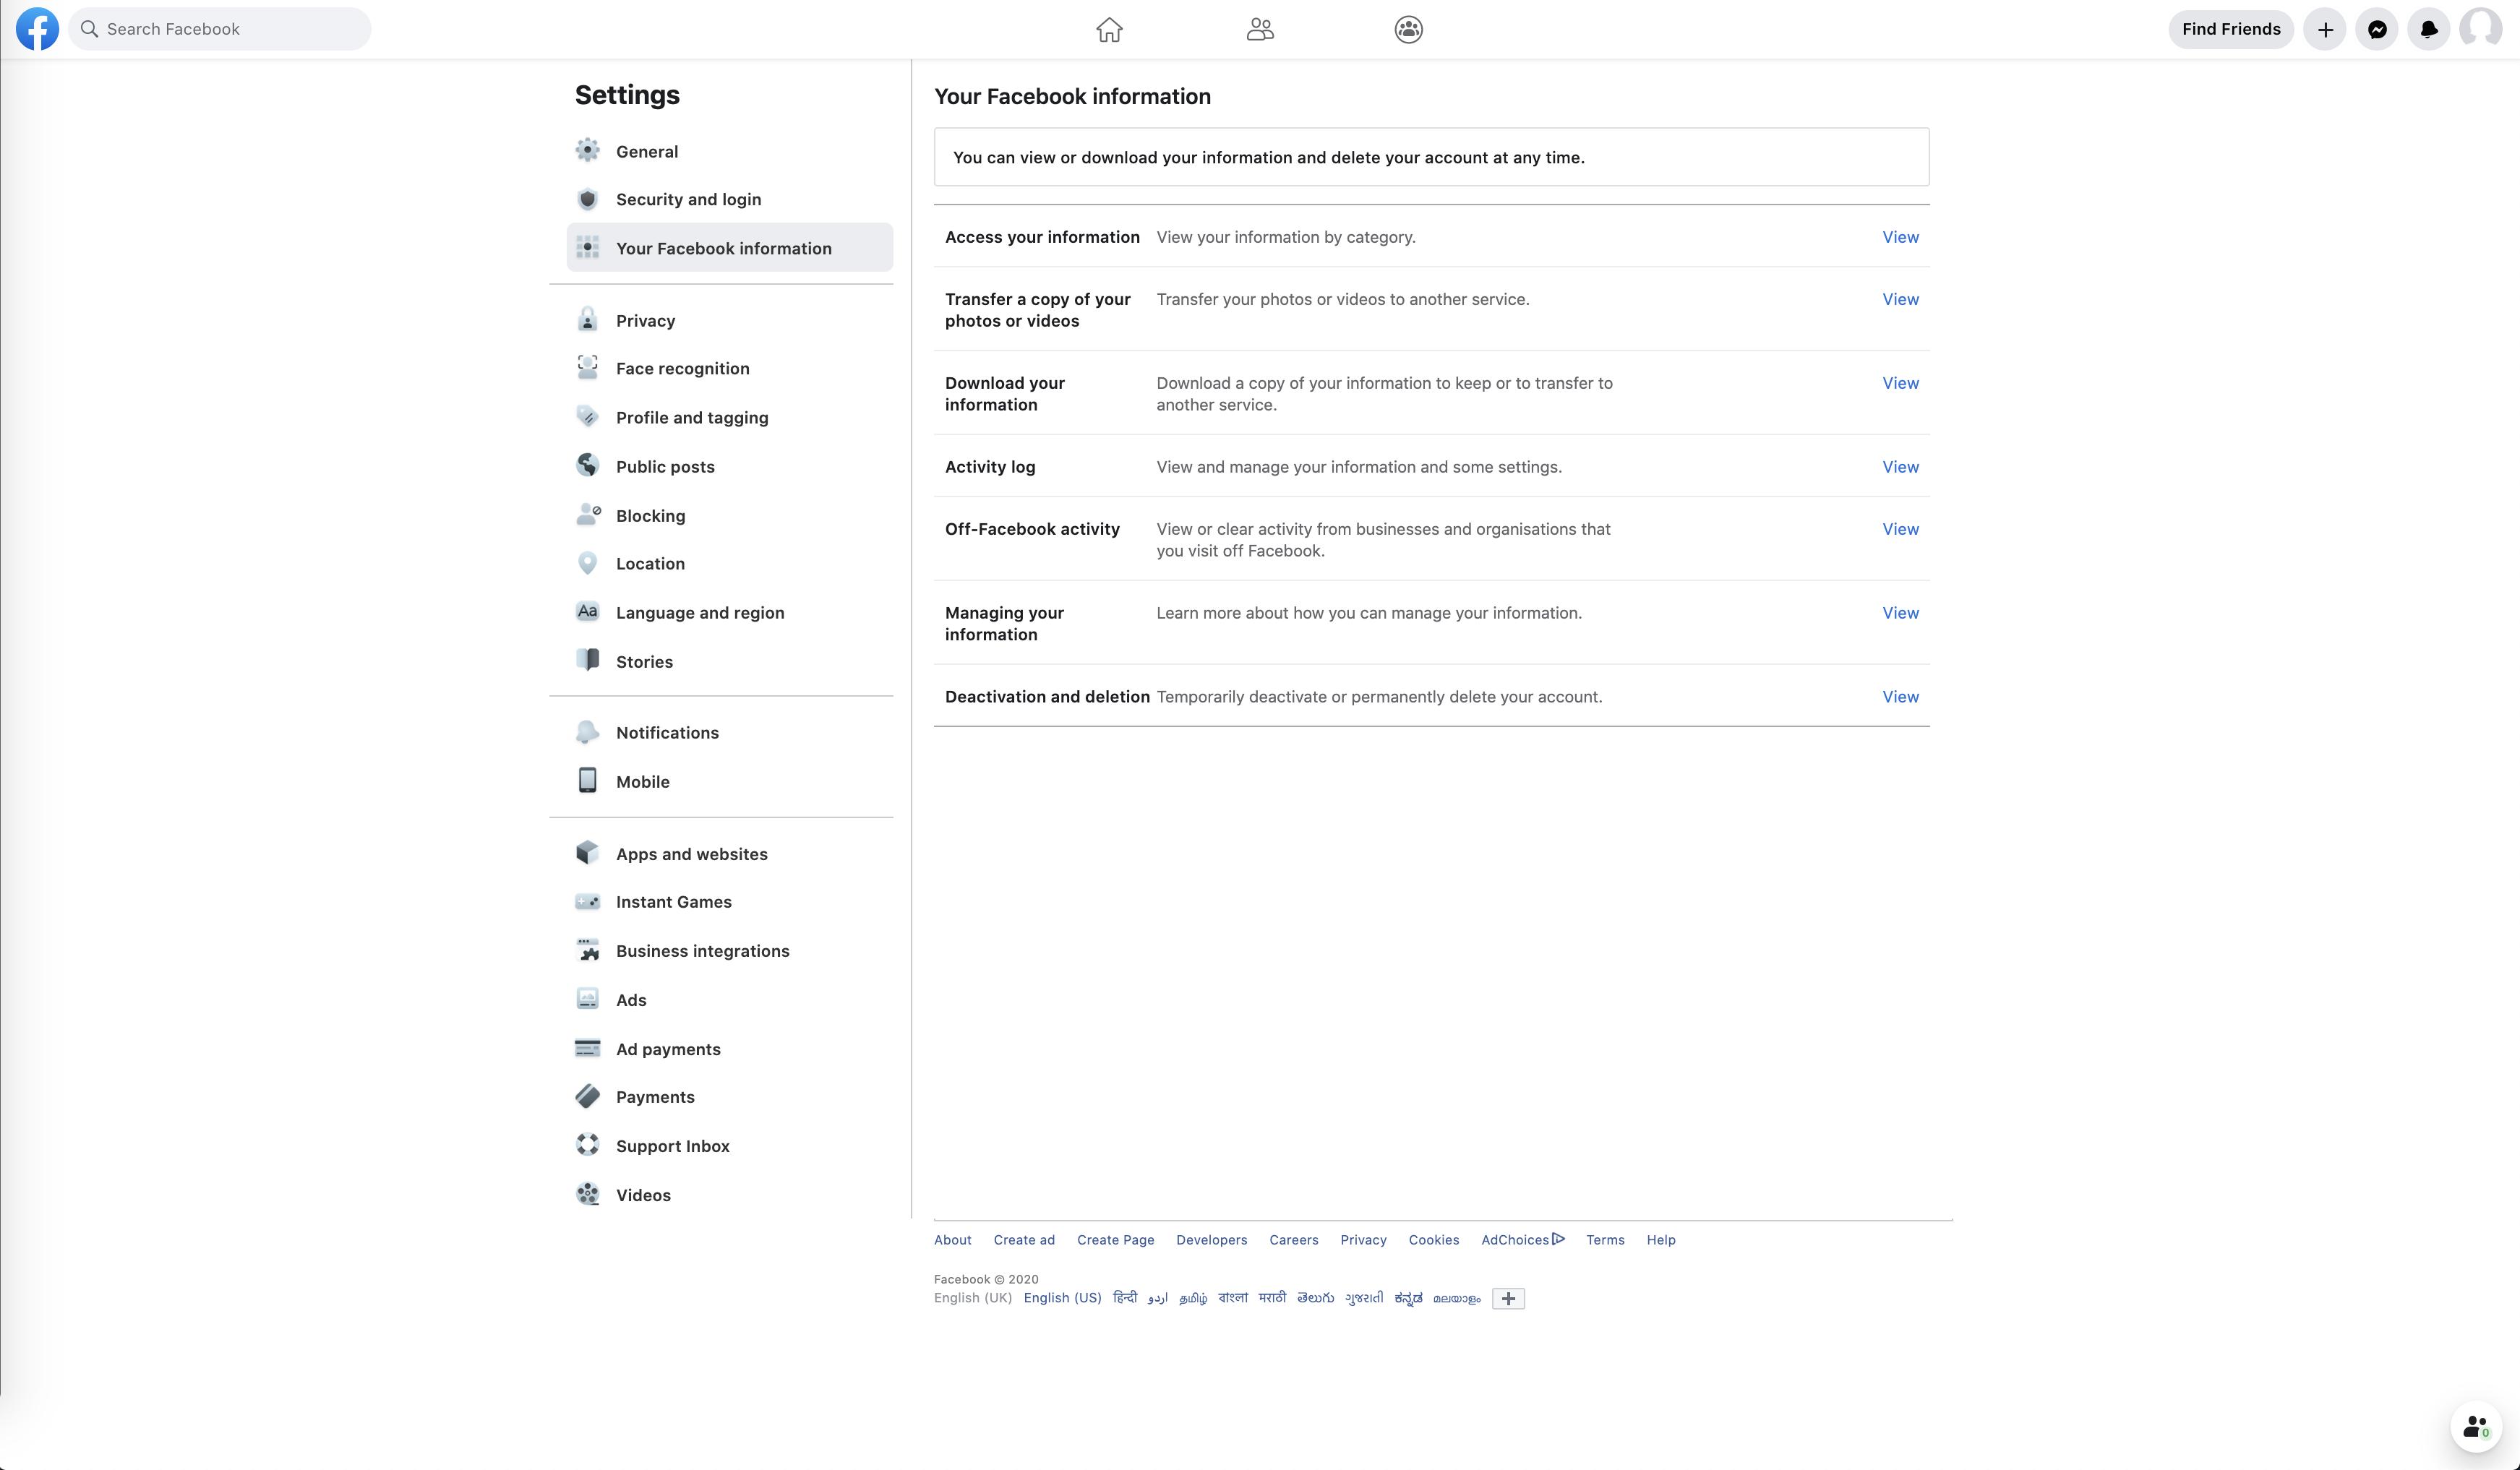 Search Facebook
Find Friends
Settings
General
Security and login
Your Facebook information
Privacy
Face recognition
Profile and tagging
Public posts
Blocking
Location
Aa
Language and region
Stories
Notifications
Mobile
Apps and websites
Instant Games
Business integrations
Ads
Ad payments
Payments
Support Inbox
Videos
Your Facebook information
You can view or download your information and delete your account at any time.
Access your information View your information by category. View
Transfer a copy of your Transfer your photos or videos to another service. View
photos or videos
Download your Download a copy of your information to keep or to transfer to View
information another service.
Activity log View and manage your information and some settings. View
Off-Facebook activity View or clear activity from businesses and organisations that View
you visit off Facebook.
Managing your Learn more about how you can manage your information. View
information
Deactivation and deletion Temporarily deactivate or permanently delete your account. View
About Create ad Create Page Developers Careers Privacy Cookies AdChoices Terms Help
Facebook © 2020
English (UK) English (US) हिन्दी اردو தமிழ் বাংলা मराठी తెలుగు ગુજરાતી ಕನ್ನಡ മലയാളം
0